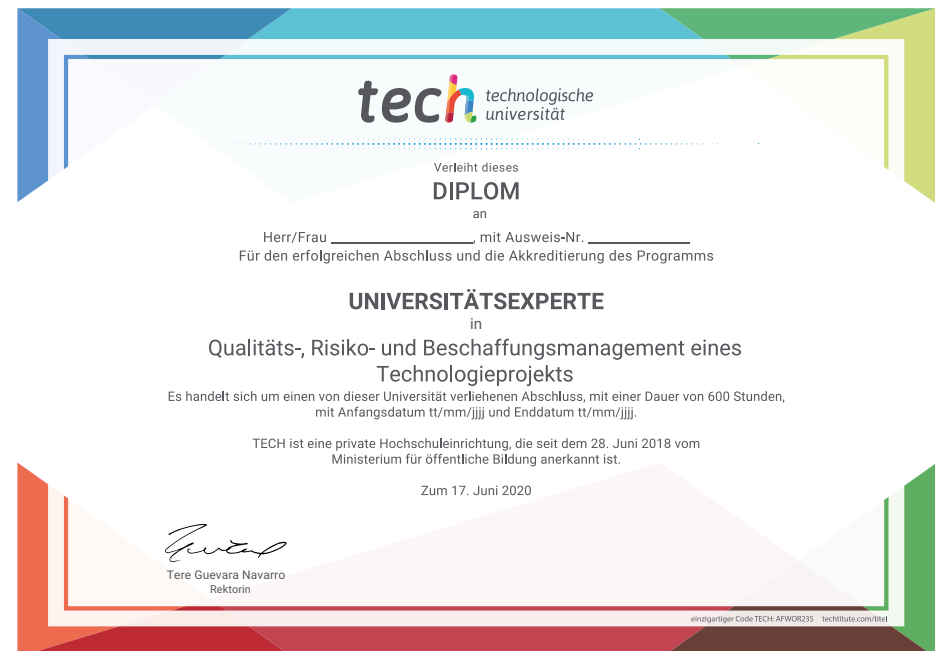 tech technologische
universität
Verleiht dieses
DIPLOM
an
Herr/Frau ____________________, mit Ausweis-Nr. ______________
Für den erfolgreichen Abschluss und die Akkreditierung des Programms
UNIVERSITÄTSEXPERTE
in
Qualitäts-, Risiko- und Beschaffungsmanagement eines
Technologieprojekts
Es handelt sich um einen von dieser Universität verliehenen Abschluss, mit einer Dauer von 600 Stunden,
mit Anfangsdatum tt/mm/jjjj und Enddatum tt/mm/jjjj.
TECH ist eine private Hochschuleinrichtung, die seit dem 28. Juni 2018 vom
Ministerium für öffentliche Bildung anerkannt ist.
Zum 17. Juni 2020
Tere Guevara Navarro
Rektorin
einzigartiger Code TECH: AFWOR23S techtitute.com/titel